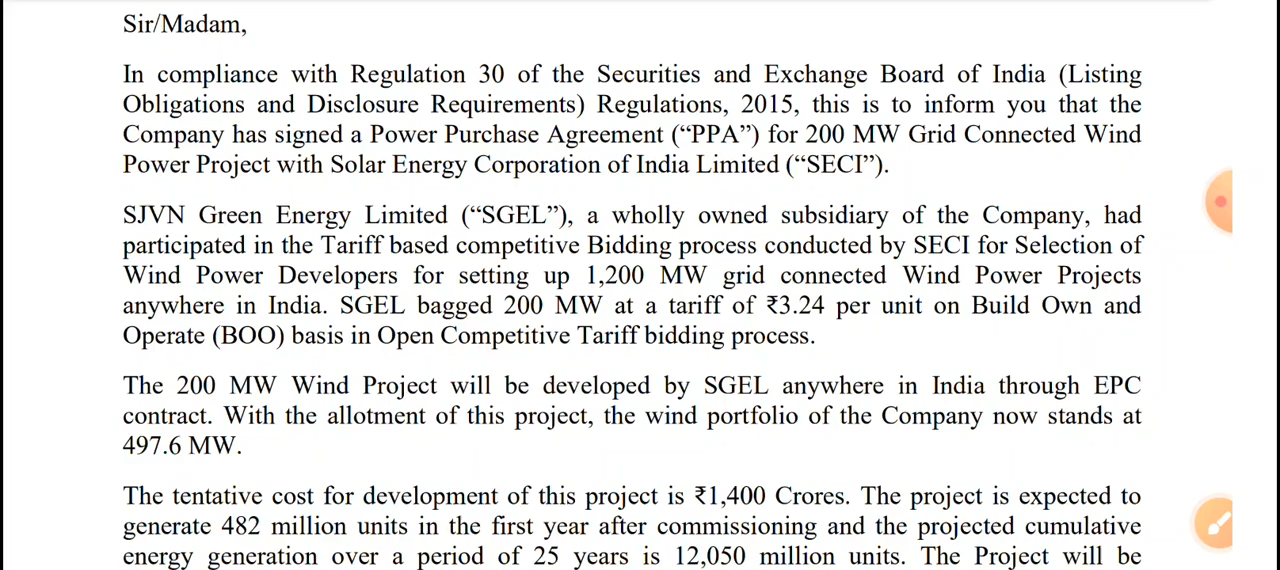 Sir/Madam,
In compliance with Regulation 30 of the Securities and Exchange Board of India (Listing
Obligations and Disclosure Requirements) Regulations, 2015, this is to inform you that the
Company has signed a Power Purchase Agreement (“PPA”) for 200 MW Grid Connected Wind
Power Project with Solar Energy Corporation of India Limited (“SECI”).
SJVN Green Energy Limited (“SGEL”), a wholly owned subsidiary of the Company, had
participated in the Tariff based competitive Bidding process conducted by SECI for Selection of
Wind Power Developers for setting up 1,200 MW grid connected Wind Power Projects
anywhere in India. SGEL bagged 200 MW at a tariff of ₹3.24 per unit on Build Own and
Operate (BOO) basis in Open Competitive Tariff bidding process.
The 200 MW Wind Project will be developed by SGEL anywhere in India through EPC
contract. With the allotment of this project, the wind portfolio of the Company now stands at
497.6 MW.
The tentative cost for development of this project is ₹1,400 Crores. The project is expected to
generate 482 million units in the first year after commissioning and the projected cumulative
energy generation over a period of 25 years is 12,050 million units. The Project will be